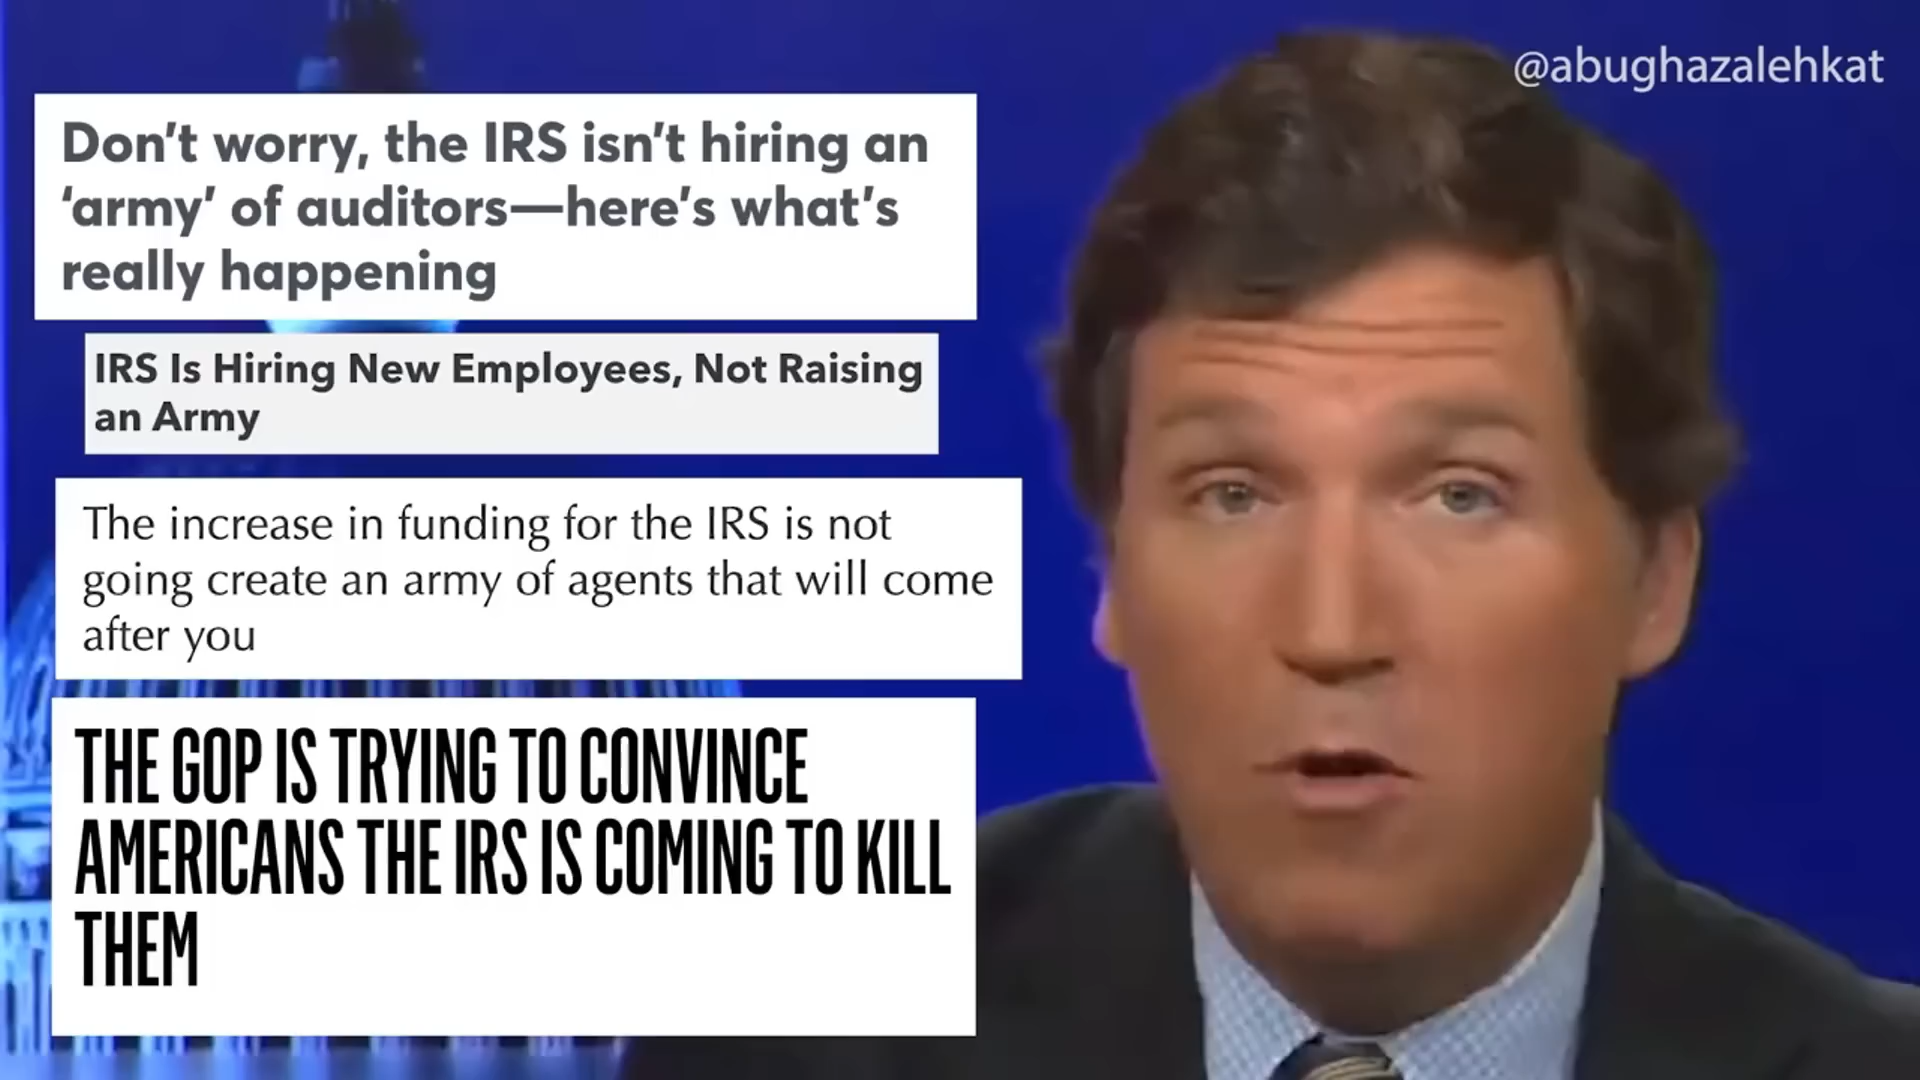 @abughazalehkat
Don't worry, the IRS isn't hiring an
‘army’ of auditors—here's what's
really happening
IRS Is Hiring New Employees, Not Raising
an Army
The increase in funding for the IRS is not
going create an army of agents that will come
after you
THE GOP IS TRYING TO CONVINCE
AMERICANS THE IRS IS COMING TO KILL
THEM